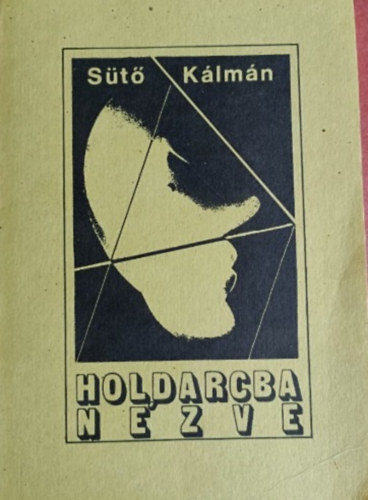 Sütő Kálmán
HOLDARCBA
NÉZVE